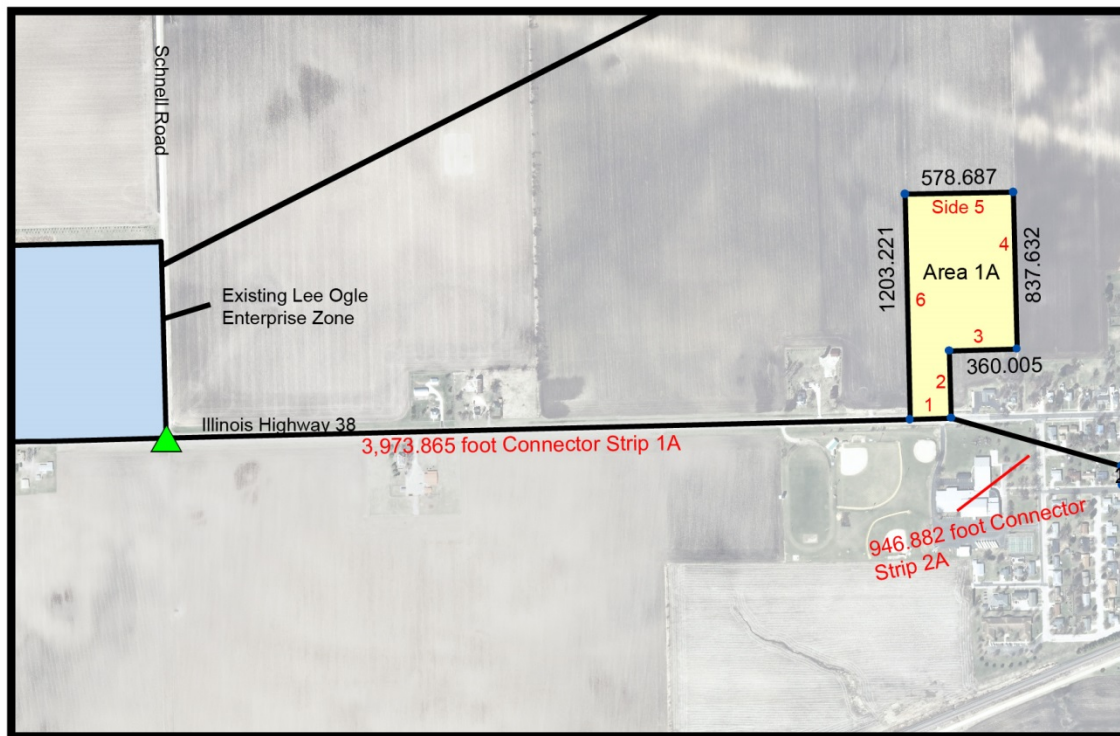 Schnell Road
578.687
Side 5
4
837.632
1203.221
Area 1A
6
Existing Lee Ogle
Enterprise Zone
3
360.005
2
1
Illinois Highway 38
3,973.865 foot Connector Strip 1A
946.882 foot Connector
Strip 2A